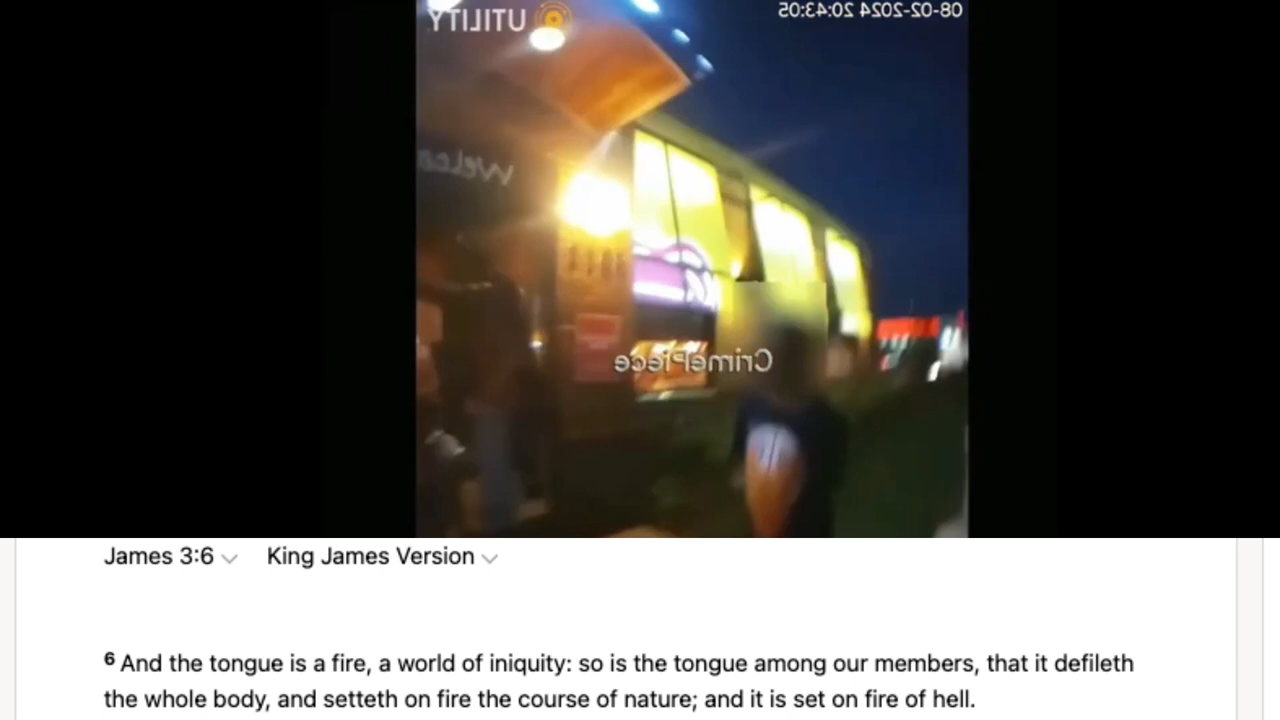 UTILITY
08-02-2024 20:43:05
CrimePiece
James 3:6 King James Version
6 And the tongue is a fire, a world of iniquity: so is the tongue among our members, that it defileth
the whole body, and setteth on fire the course of nature; and it is set on fire of hell.